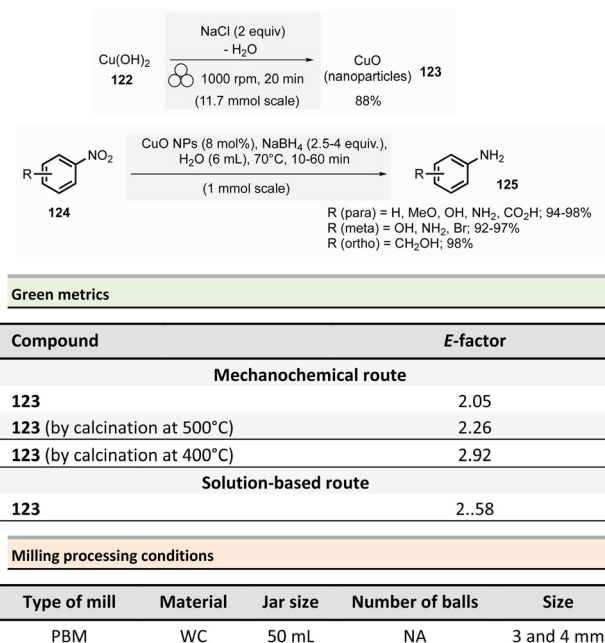 NaCl (2 equiv)
- H₂O
Cu(OH)₂
122
1000 rpm, 20 min
(11.7 mmol scale)
CuO
(nanoparticles) 123
88%
CuO NPs (8 mol%), NaBH₄ (2.5-4 equiv.),
H₂O (6 mL), 70°C, 10-60 min
(1 mmol scale)
R
NO₂
124
R
NH₂
125
R (para) = H, MeO, OH, NH₂, CO₂H; 94-98%
R (meta) = OH, NH₂, Br; 92-97%
R (ortho) = CH₂OH; 98%
Green metrics
Compound E-factor
Mechanochemical route
123 2.05
123 (by calcination at 500°C) 2.26
123 (by calcination at 400°C) 2.92
Solution-based route
123 2..58
Milling processing conditions
Type of mill Material Jar size Number of balls Size
PBM WC 50 mL NA 3 and 4 mm